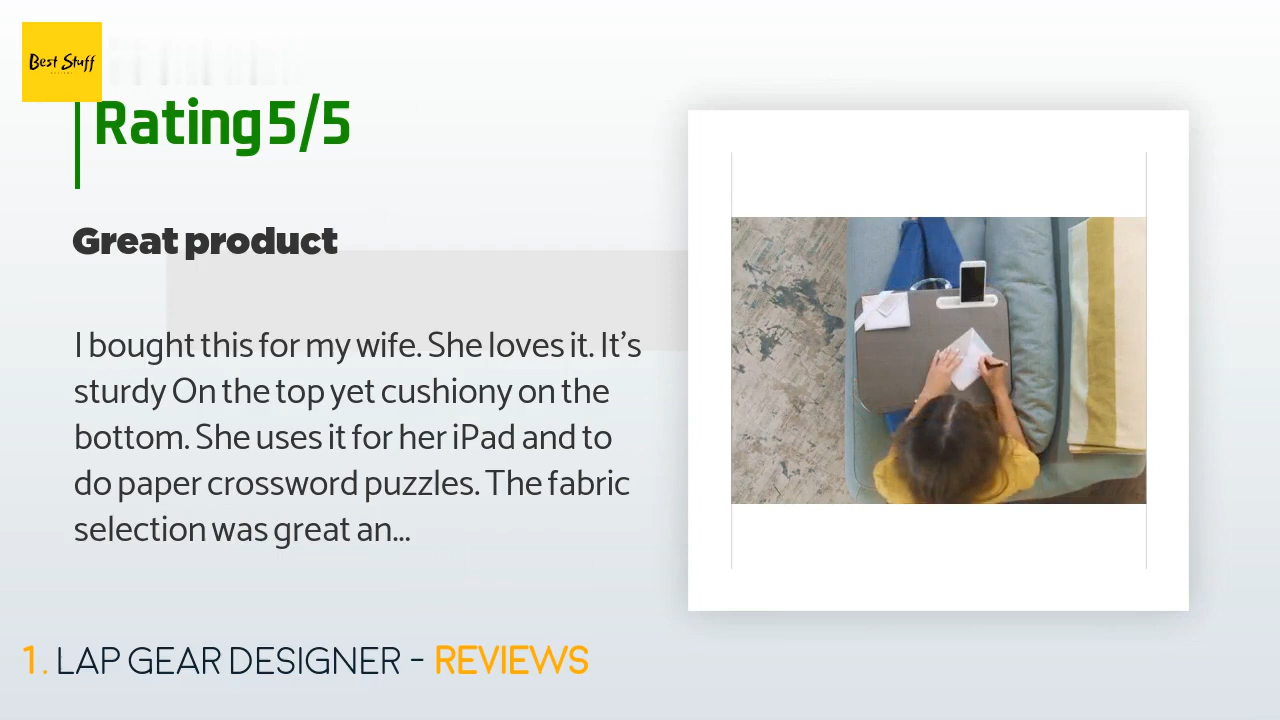 Best Stuff
Rating 5/5
Great product
I bought this for my wife. She loves it. It’s
sturdy On the top yet cushiony on the
bottom. She uses it for her iPad and to
do paper crossword puzzles. The fabric
selection was great an...
1. LAP GEAR DESIGNER - REVIEWS